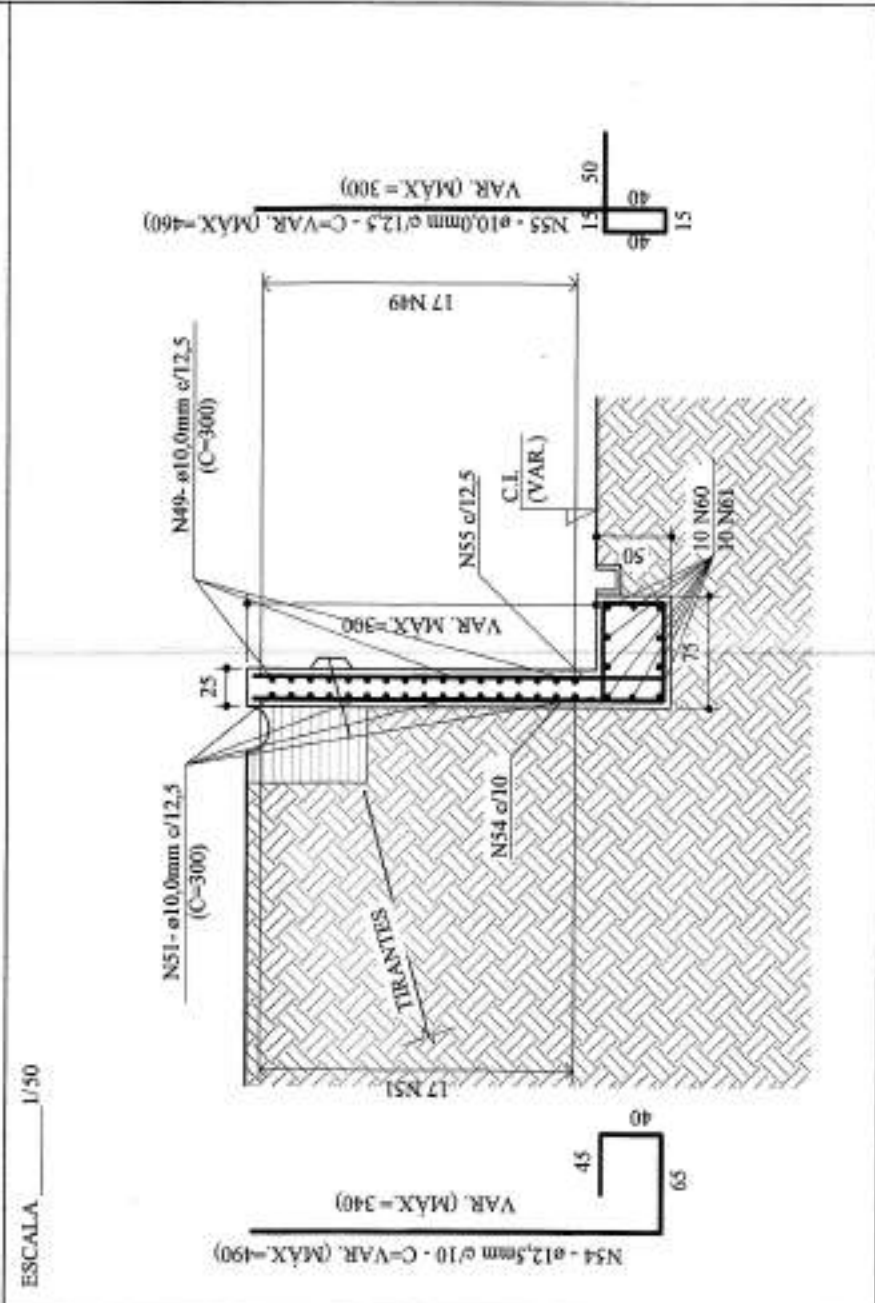 ESCALA 1/50
N51- ø10,0mm c/12,5
(C=300)
N49- ø10,0mm c/12,5
(C=300)
25
VAR. MÁX.=300
17 N51
17 N49
TIRANTES
N54 c/10
N55 c/12,5
C.I.
(VAR.)
50
75
10 N60
10 N61
N54 - ø12,5mm c/10 - C=VAR. (MÁX.=490)
VAR. (MÁX.=340)
45
40
65
N55 - ø10,0mm c/12,5 - C=VAR. (MÁX.=460)
VAR. (MÁX.=300)
15
50
40
40
15